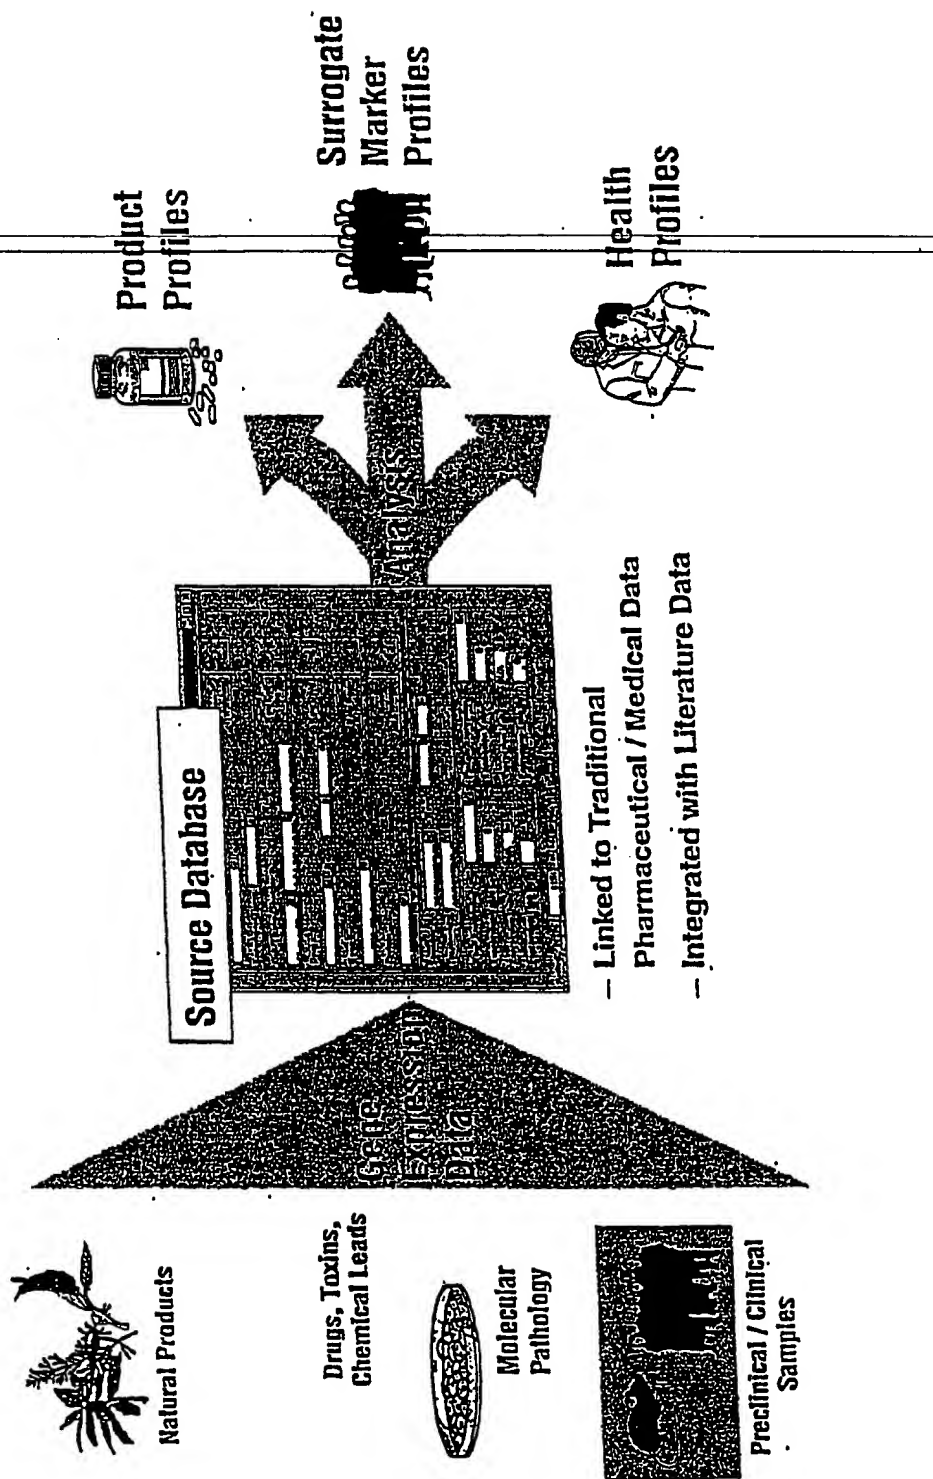 Natural Products
Drugs, Toxins,
Chemical Leads
Molecular
Pathology
Preclinical / Clinical
Samples
Gene
Expression
Data
Source Database
– Linked to Traditional
Pharmaceutical / Medical Data
– Integrated with Literature Data
Analysis
Product
Profiles
Surrogate
Marker
Profiles
Health
Profiles